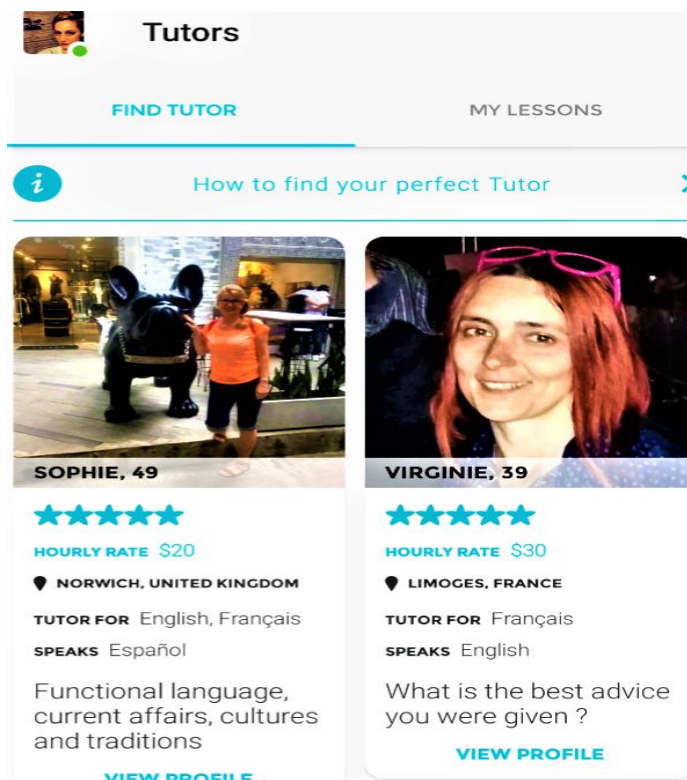 Tutors
FIND TUTOR
MY LESSONS
i
How to find your perfect Tutor
SOPHIE, 49
HOURLY RATE $20
NORWICH, UNITED KINGDOM
TUTOR FOR English, Français
SPEAKS Español
Functional language,
current affairs, cultures
and traditions
VIEW PROFILE
VIRGINIE, 39
HOURLY RATE $30
LIMOGES, FRANCE
TUTOR FOR Français
SPEAKS English
What is the best advice
you were given ?
VIEW PROFILE